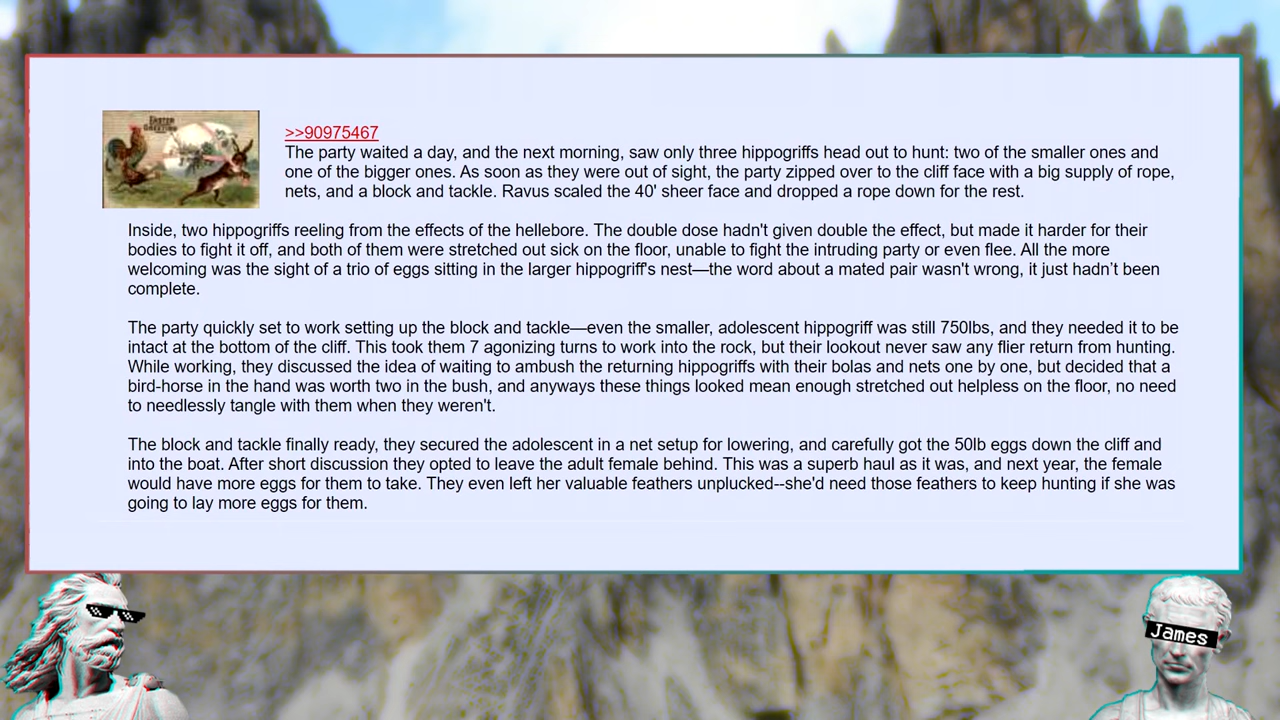 EASTER
GREETING
>>90975467
The party waited a day, and the next morning, saw only three hippogriffs head out to hunt: two of the smaller ones and
one of the bigger ones. As soon as they were out of sight, the party zipped over to the cliff face with a big supply of rope,
nets, and a block and tackle. Ravus scaled the 40' sheer face and dropped a rope down for the rest.
Inside, two hippogriffs reeling from the effects of the hellebore. The double dose hadn't given double the effect, but made it harder for their
bodies to fight it off, and both of them were stretched out sick on the floor, unable to fight the intruding party or even flee. All the more
welcoming was the sight of a trio of eggs sitting in the larger hippogriff's nest—the word about a mated pair wasn't wrong, it just hadn’t been
complete.
The party quickly set to work setting up the block and tackle—even the smaller, adolescent hippogriff was still 750lbs, and they needed it to be
intact at the bottom of the cliff. This took them 7 agonizing turns to work into the rock, but their lookout never saw any flier return from hunting.
While working, they discussed the idea of waiting to ambush the returning hippogriffs with their bolas and nets one by one, but decided that a
bird-horse in the hand was worth two in the bush, and anyways these things looked mean enough stretched out helpless on the floor, no need
to needlessly tangle with them when they weren't.
The block and tackle finally ready, they secured the adolescent in a net setup for lowering, and carefully got the 50lb eggs down the cliff and
into the boat. After short discussion they opted to leave the adult female behind. This was a superb haul as it was, and next year, the female
would have more eggs for them to take. They even left her valuable feathers unplucked--she'd need those feathers to keep hunting if she was
going to lay more eggs for them.
James